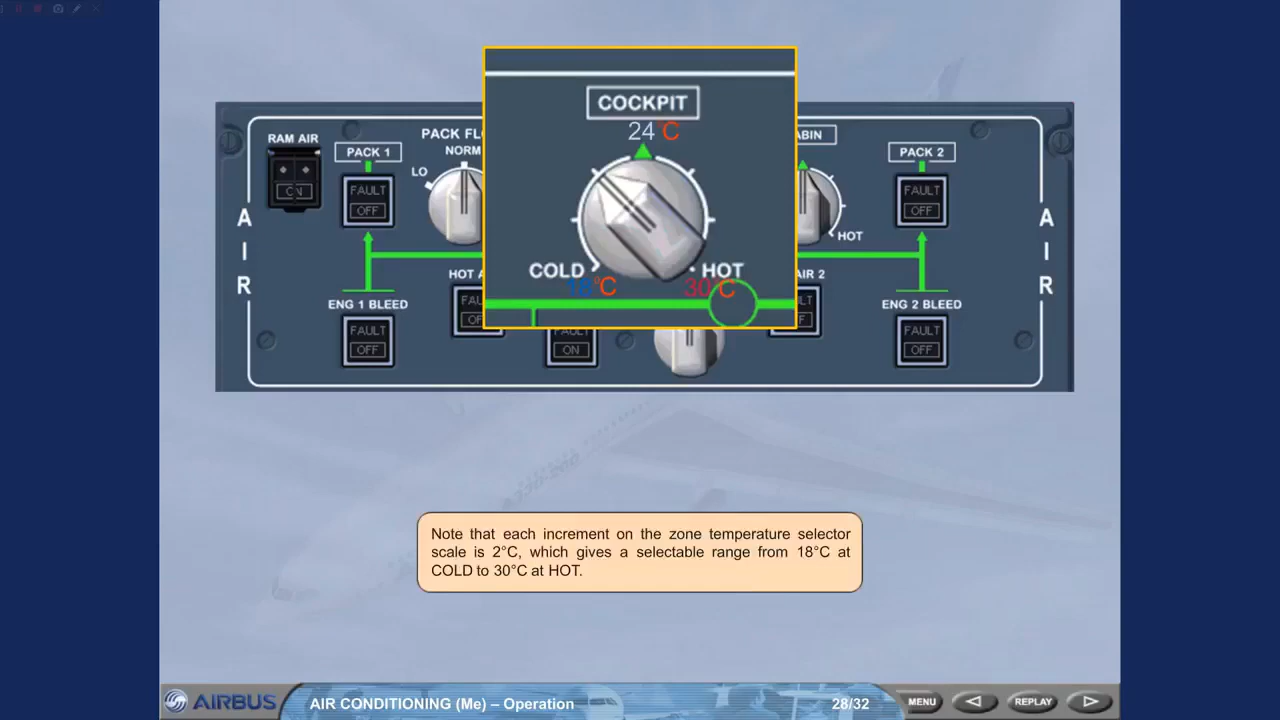 COCKPIT
24°C
COLD
HOT
18°C
30°C
RAM AIR
ON
PACK 1
FAULT
OFF
PACK FL
NORM
LO
ABIN
HOT
PACK 2
FAULT
OFF
A
I
R
A
I
R
ENG 1 BLEED
FAULT
OFF
HOT A
FA
OF
FAULT
ON
AIR 2
LT
F
ENG 2 BLEED
FAULT
OFF
Note that each increment on the zone temperature selector
scale is 2°C, which gives a selectable range from 18°C at
COLD to 30°C at HOT.
AIRBUS
AIR CONDITIONING (Me) – Operation
28/32
MENU
REPLAY